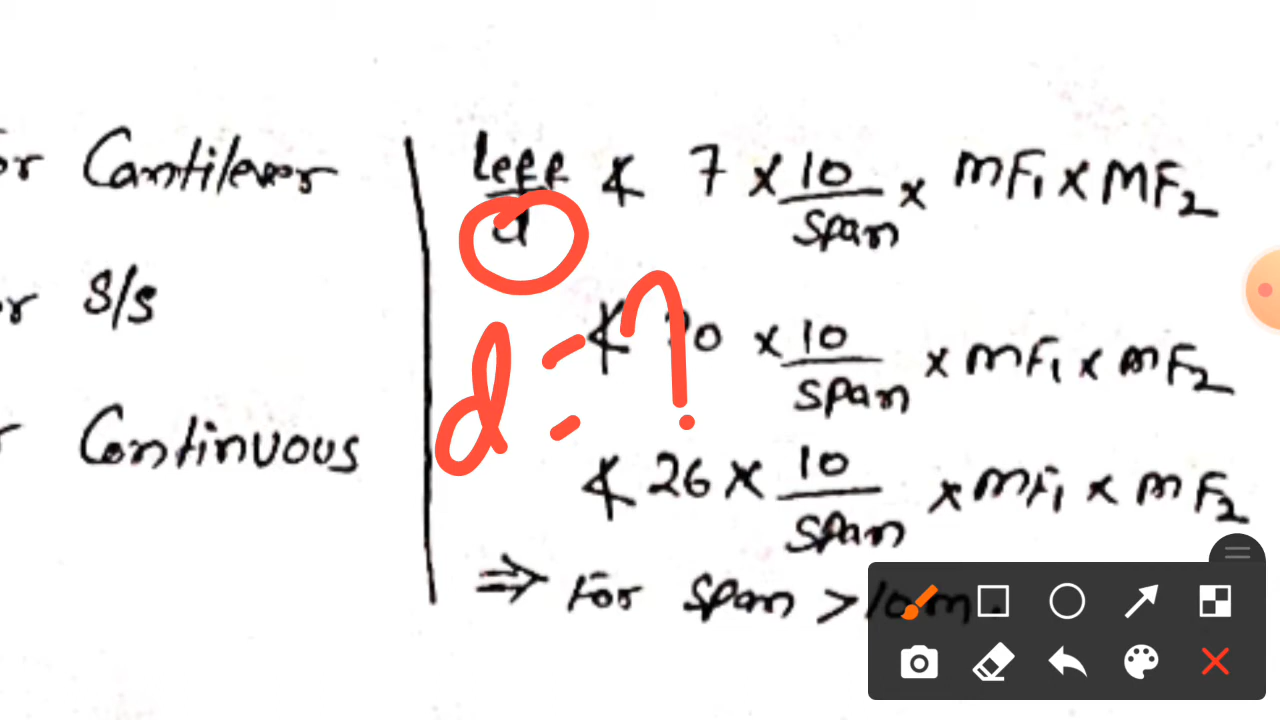 or Cantilever leff/d ≮ 7 × 10/span × mF1 × MF2
or S/S ≮ 20 × 10/span × mF1 × mF2
d = ?
r Continuous ≮ 26 × 10/span × mF1 × mF2
⇒ For span > 10m.